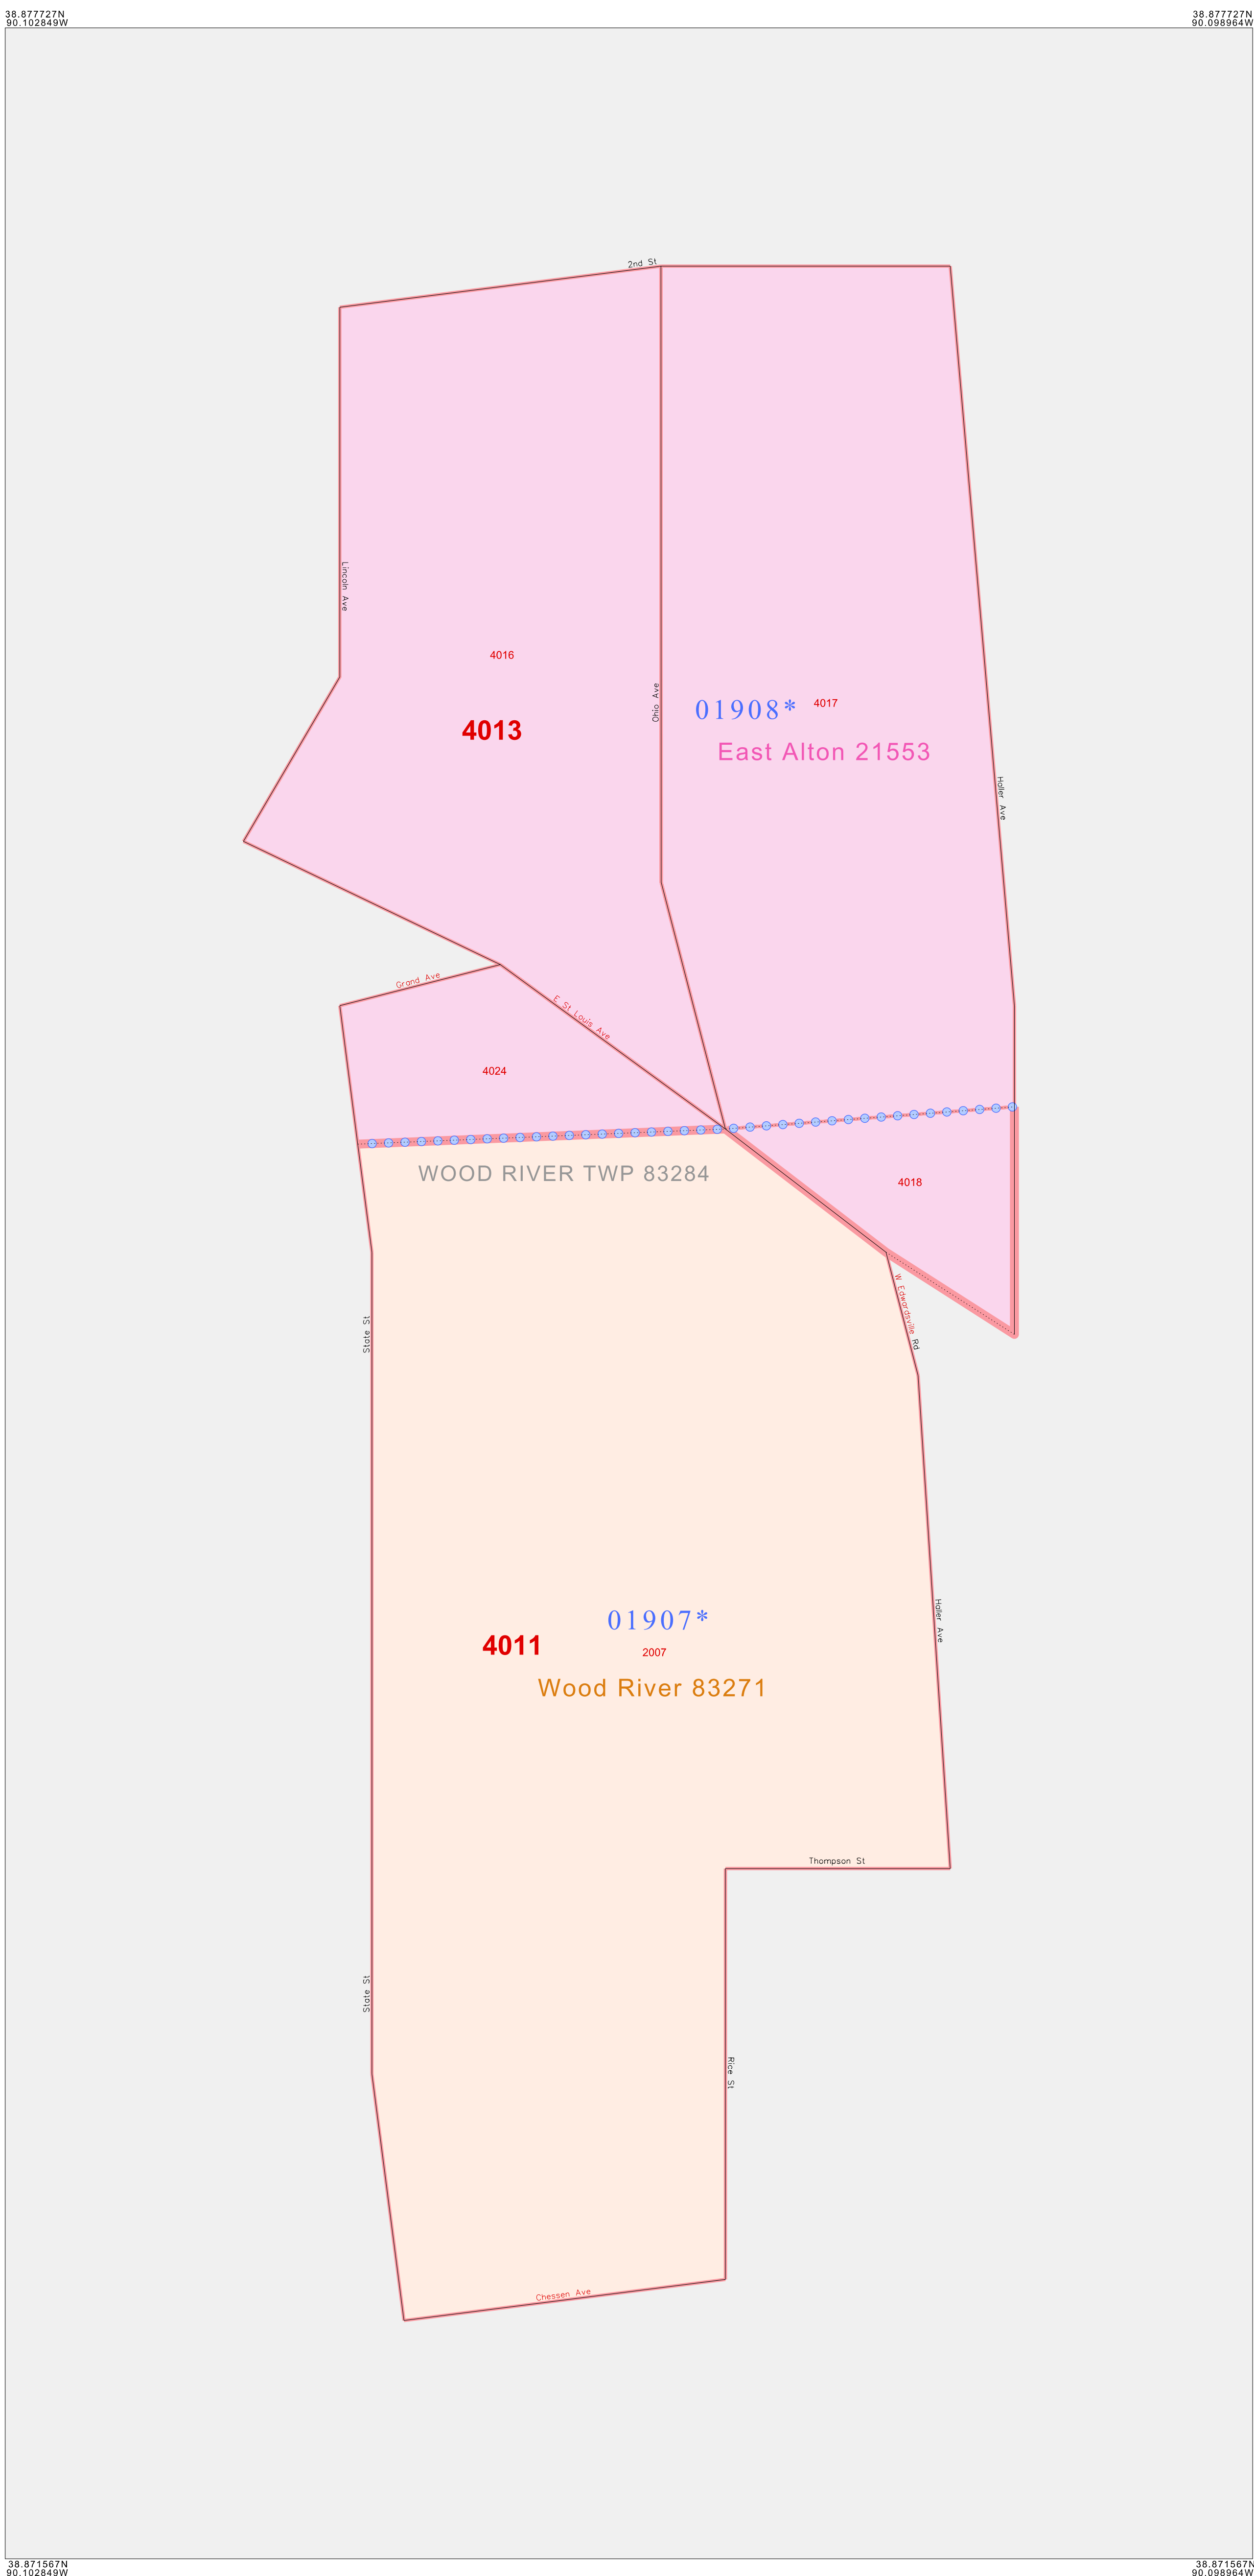 38.877727N
90.102849W
38.877727N
90.098964W
2nd St
Lincoln Ave
4016
Ohio Ave
01908*
4017
4013
East Alton 21553
Haller Ave
Grand Ave
E St Louis Ave
4024
WOOD RIVER TWP 83284
4018
W Edwardsville Rd
State St
Haller Ave
01907*
4011
2007
Wood River 83271
Thompson St
State St
Rice St
Chessen Ave
38.871567N
90.102849W
38.871567N
90.098964W